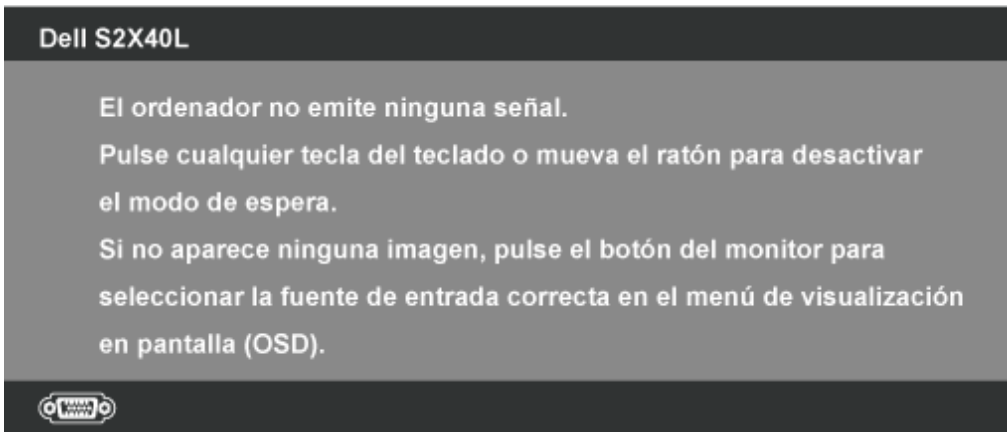 Dell S2X40L
El ordenador no emite ninguna señal.
Pulse cualquier tecla del teclado o mueva el ratón para desactivar
el modo de espera.
Si no aparece ninguna imagen, pulse el botón del monitor para
seleccionar la fuente de entrada correcta en el menú de visualización
en pantalla (OSD).